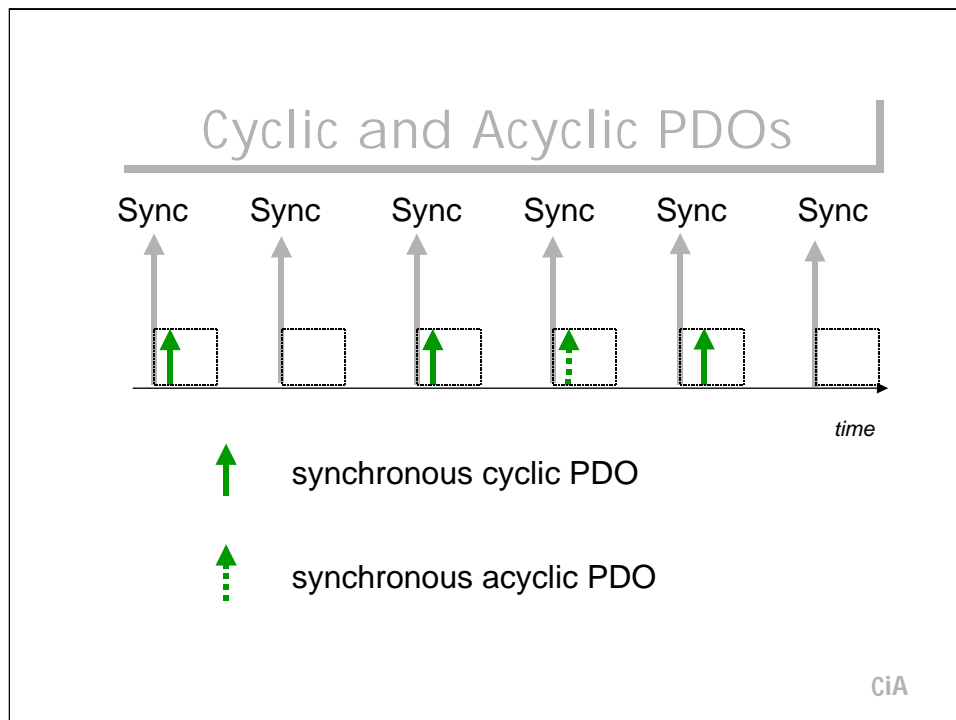 Cyclic and Acyclic PDOs
Sync Sync Sync Sync Sync Sync
time
synchronous cyclic PDO
synchronous acyclic PDO
CiA